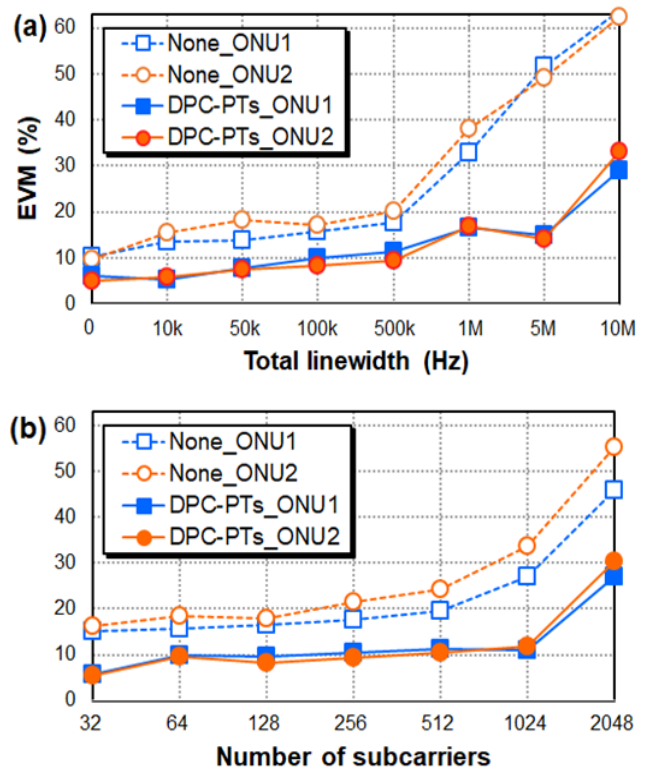 (a)
60
50
40
30
20
10
0
EVM (%)
None_ONU1
None_ONU2
DPC-PTs_ONU1
DPC-PTs_ONU2
0 10k 50k 100k 500k 1M 5M 10M
Total linewidth (Hz)
(b)
60
50
40
30
20
10
0
None_ONU1
None_ONU2
DPC-PTs_ONU1
DPC-PTs_ONU2
32 64 128 256 512 1024 2048
Number of subcarriers